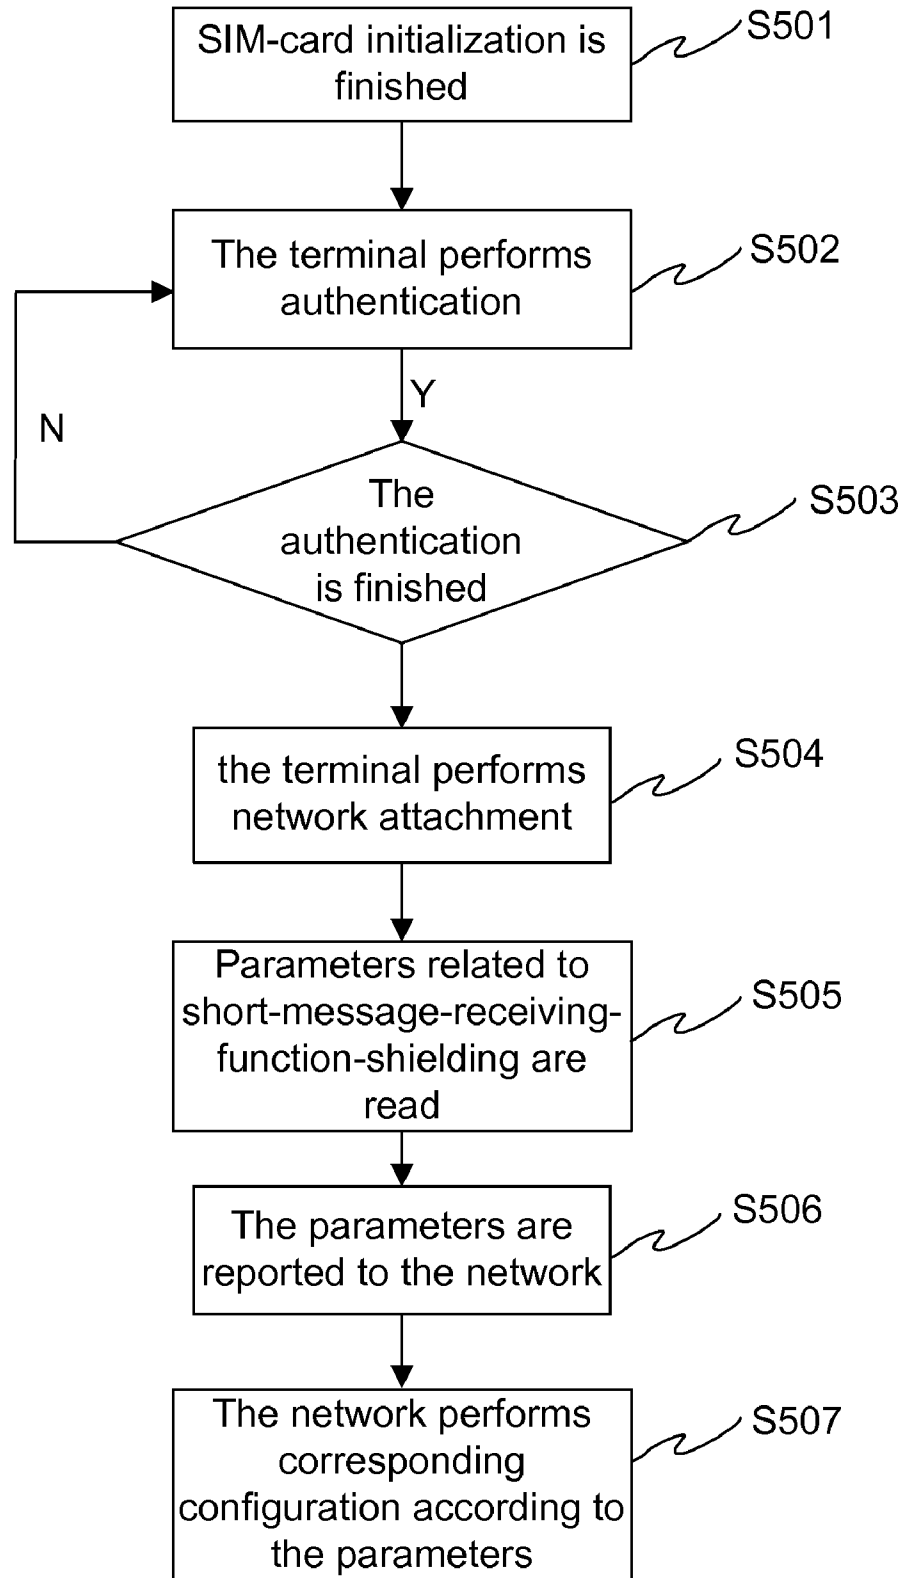 SIM-card initialization is
finished
S501
The terminal performs
authentication
S502
Y
N
The
authentication
is finished
S503
the terminal performs
network attachment
S504
Parameters related to
short-message-receiving-
function-shielding are
read
S505
The parameters are
reported to the network
S506
The network performs
corresponding
configuration according to
the parameters
S507